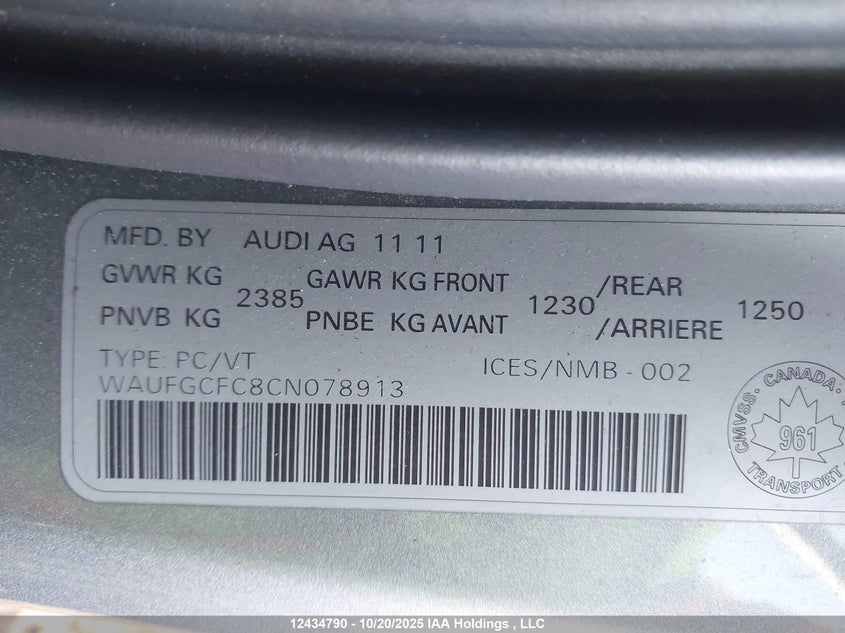 MFD. BY AUDI AG 11 11
GVWR KG 2385 GAWR KG FRONT 1230 /REAR 1250
PNVB KG PNBE KG AVANT /ARRIERE
TYPE: PC/VT ICES/NMB - 002
WAUFGCFC8CN078913
CMVSS. CANADA.
961
TRANSPORT
12434790 - 10/20/2025 IAA Holdings , LLC